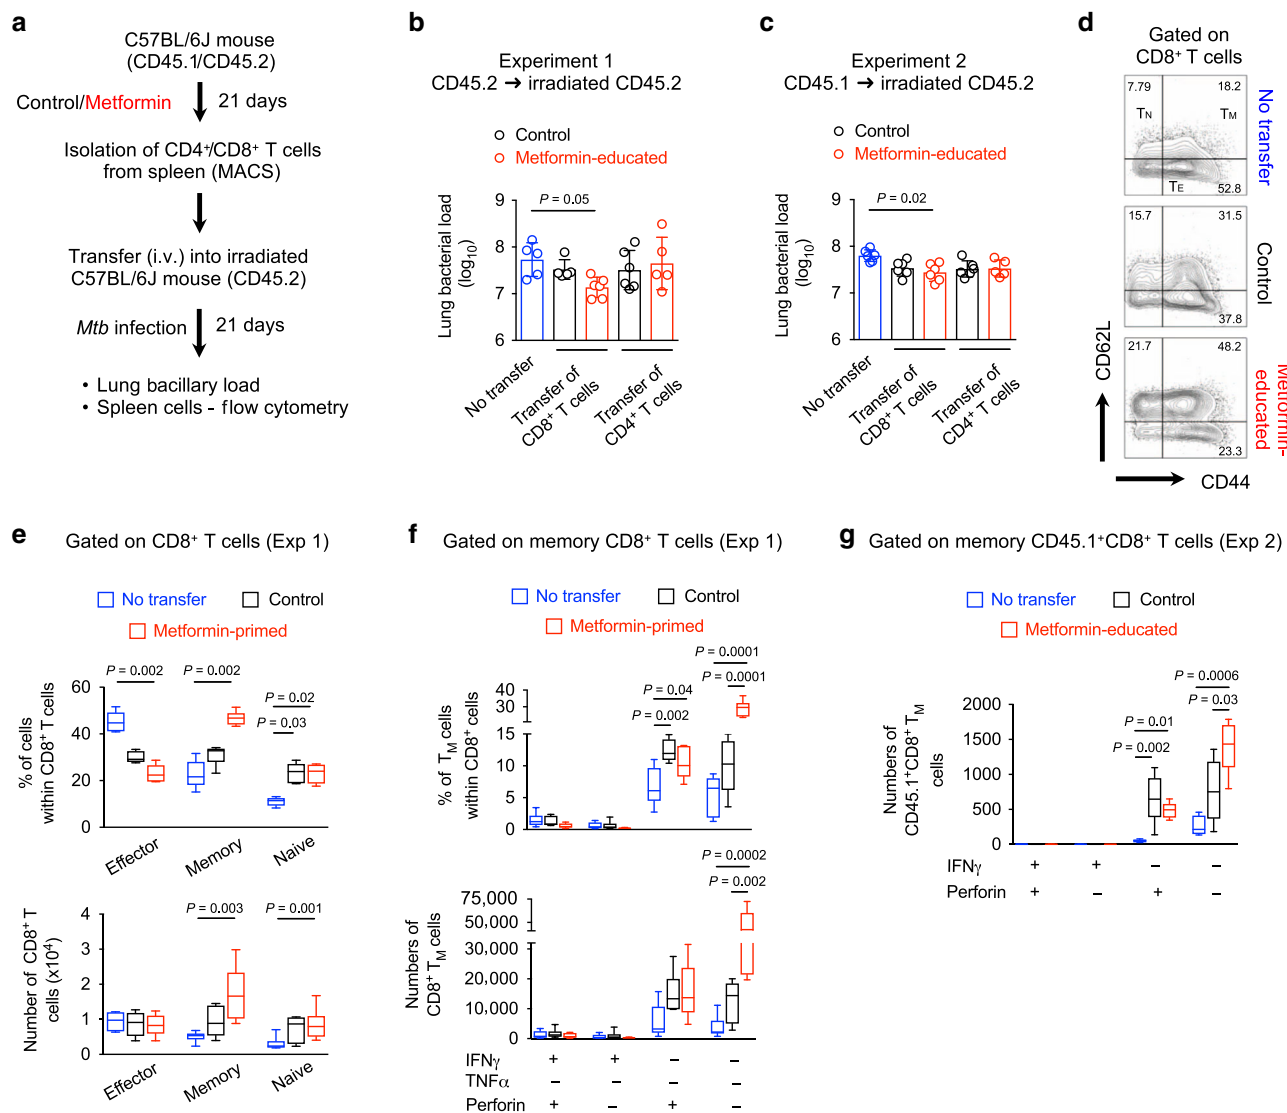 a
C57BL/6J mouse
(CD45.1/CD45.2)
Control/Metformin
21 days
Isolation of CD4+/CD8+ T cells
from spleen (MACS)
Transfer (i.v.) into irradiated
C57BL/6J mouse (CD45.2)
Mtb infection
21 days
• Lung bacillary load
• Spleen cells - flow cytometry
b
Experiment 1
CD45.2 → irradiated CD45.2
Control
Metformin-educated
P = 0.05
Lung bacterial load
(log10)
9
8
7
6
No transfer
Transfer of
CD8+ T cells
Transfer of
CD4+ T cells
c
Experiment 2
CD45.1 → irradiated CD45.2
Control
Metformin-educated
P = 0.02
Lung bacterial load
(log10)
9
8
7
6
No transfer
Transfer of
CD8+ T cells
Transfer of
CD4+ T cells
d
Gated on
CD8+ T cells
7.79
18.2
TN
TM
TE
52.8
No transfer
15.7
31.5
37.8
Control
21.7
48.2
23.3
Metformin-
educated
CD62L
CD44
e
Gated on CD8+ T cells (Exp 1)
No transfer
Control
Metformin-primed
P = 0.002
P = 0.002
P = 0.02
P = 0.03
% of cells
within CD8+ T cells
60
40
20
0
Effector
Memory
Naive
P = 0.003
P = 0.001
Number of CD8+ T
cells (x10⁴)
4
3
2
1
0
Effector
Memory
Naive
f
Gated on memory CD8+ T cells (Exp 1)
No transfer
Control
Metformin-primed
P = 0.0001
P = 0.0001
P = 0.04
P = 0.002
% of TM cells
within CD8+ cells
40
30
20
15
10
5
0
P = 0.0002
P = 0.002
Numbers of
CD8+ TM cells
75,000
50,000
30,000
20,000
10,000
0
IFNγ + + – –
TNFα – – – –
Perforin + – + –
g
Gated on memory CD45.1+CD8+ T cells (Exp 2)
No transfer
Control
Metformin-educated
P = 0.0006
P = 0.03
P = 0.01
P = 0.002
Numbers of
CD45.1+CD8+ TM
cells
2000
1500
1000
500
0
IFNγ + + – –
Perforin + – + –